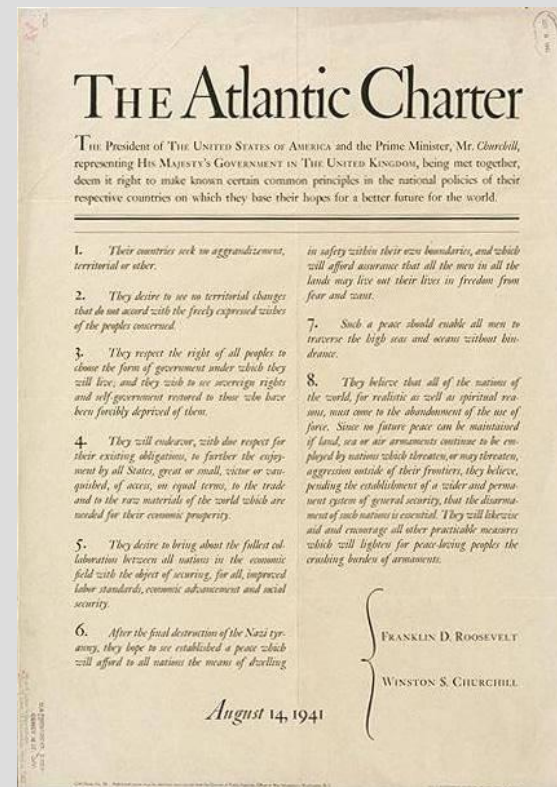 THE Atlantic Charter
THE President of THE UNITED STATES OF AMERICA and the Prime Minister, Mr. Churchill,
representing HIS MAJESTY'S GOVERNMENT IN THE UNITED KINGDOM, being met together,
deem it right to make known certain common principles in the national policies of their
respective countries on which they base their hopes for a better future for the world.
1. Their countries seek no aggrandizement,
territorial or other.
2. They desire to see no territorial changes
that do not accord with the freely expressed wishes
of the peoples concerned.
3. They respect the right of all peoples to
choose the form of government under which they
will live; and they wish to see sovereign rights
and self-government restored to those who have
been forcibly deprived of them.
4. They will endeavor, with due respect for
their existing obligations, to further the enjoy-
ment by all States, great or small, victor or van-
quished, of access, on equal terms, to the trade
and to the raw materials of the world which are
needed for their economic prosperity.
5. They desire to bring about the fullest col-
laboration between all nations in the economic
field with the object of securing, for all, improved
labor standards, economic advancement and social
security.
6. After the final destruction of the Nazi tyr-
anny, they hope to see established a peace which
will afford to all nations the means of dwelling
in safety within their own boundaries, and which
will afford assurance that all the men in all the
lands may live out their lives in freedom from
fear and want.
7. Such a peace should enable all men to
traverse the high seas and oceans without hin-
drance.
8. They believe that all of the nations of
the world, for realistic as well as spiritual rea-
sons, must come to the abandonment of the use of
force. Since no future peace can be maintained
if land, sea or air armaments continue to be em-
ployed by nations which threaten, or may threaten,
aggression outside of their frontiers, they believe,
pending the establishment of a wider and perma-
nent system of general security, that the disarma-
ment of such nations is essential. They will likewise
aid and encourage all other practicable measures
which will lighten for peace-loving peoples the
crushing burden of armaments.
FRANKLIN D. ROOSEVELT
WINSTON S. CHURCHILL
August 14, 1941